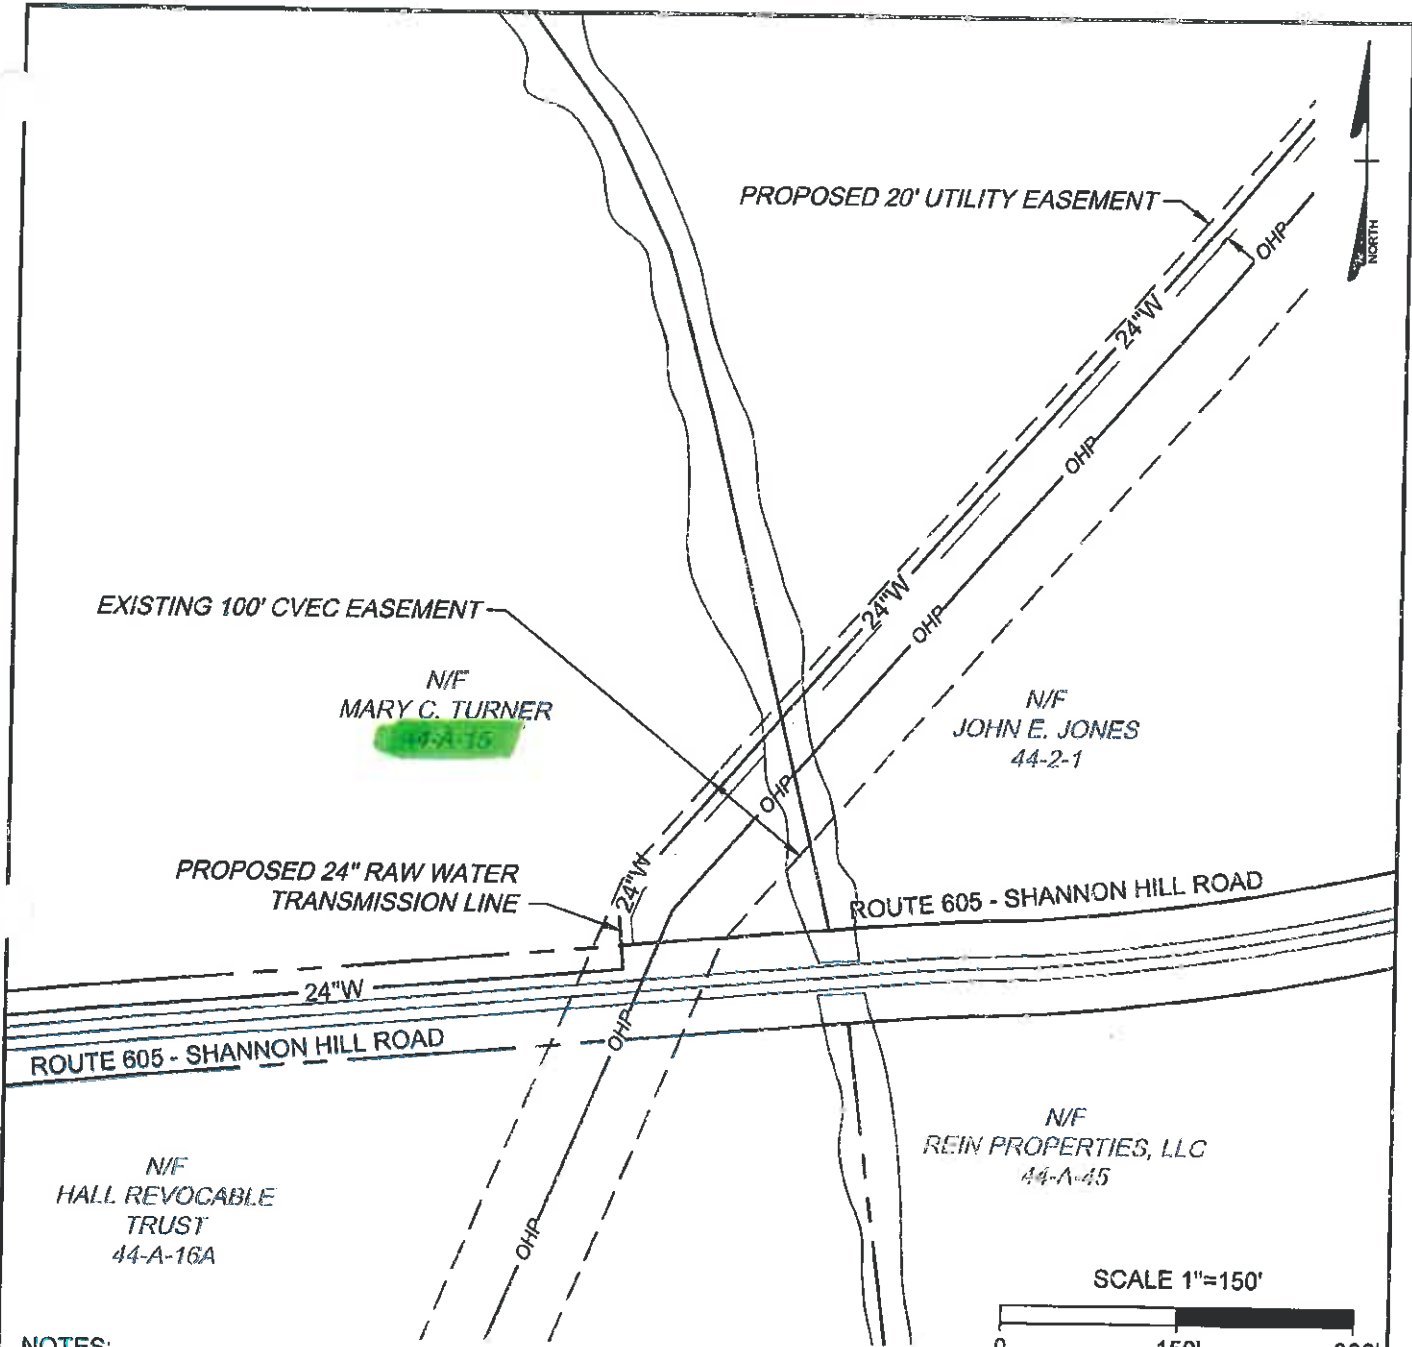 PROPOSED 20' UTILITY EASEMENT
NORTH
OHP
24"W
OHP
24"W
OHP
EXISTING 100' CVEC EASEMENT
N/F
MARY C. TURNER
44-A-15
N/F
JOHN E. JONES
44-2-1
OHP
PROPOSED 24" RAW WATER
TRANSMISSION LINE
24"W
ROUTE 605 - SHANNON HILL ROAD
24"W
OHP
ROUTE 605 - SHANNON HILL ROAD
N/F
REIN PROPERTIES, LLC
44-A-45
N/F
HALL REVOCABLE
TRUST
44-A-16A
OHP
SCALE 1"=150'
NOTES:
0 150' 300'